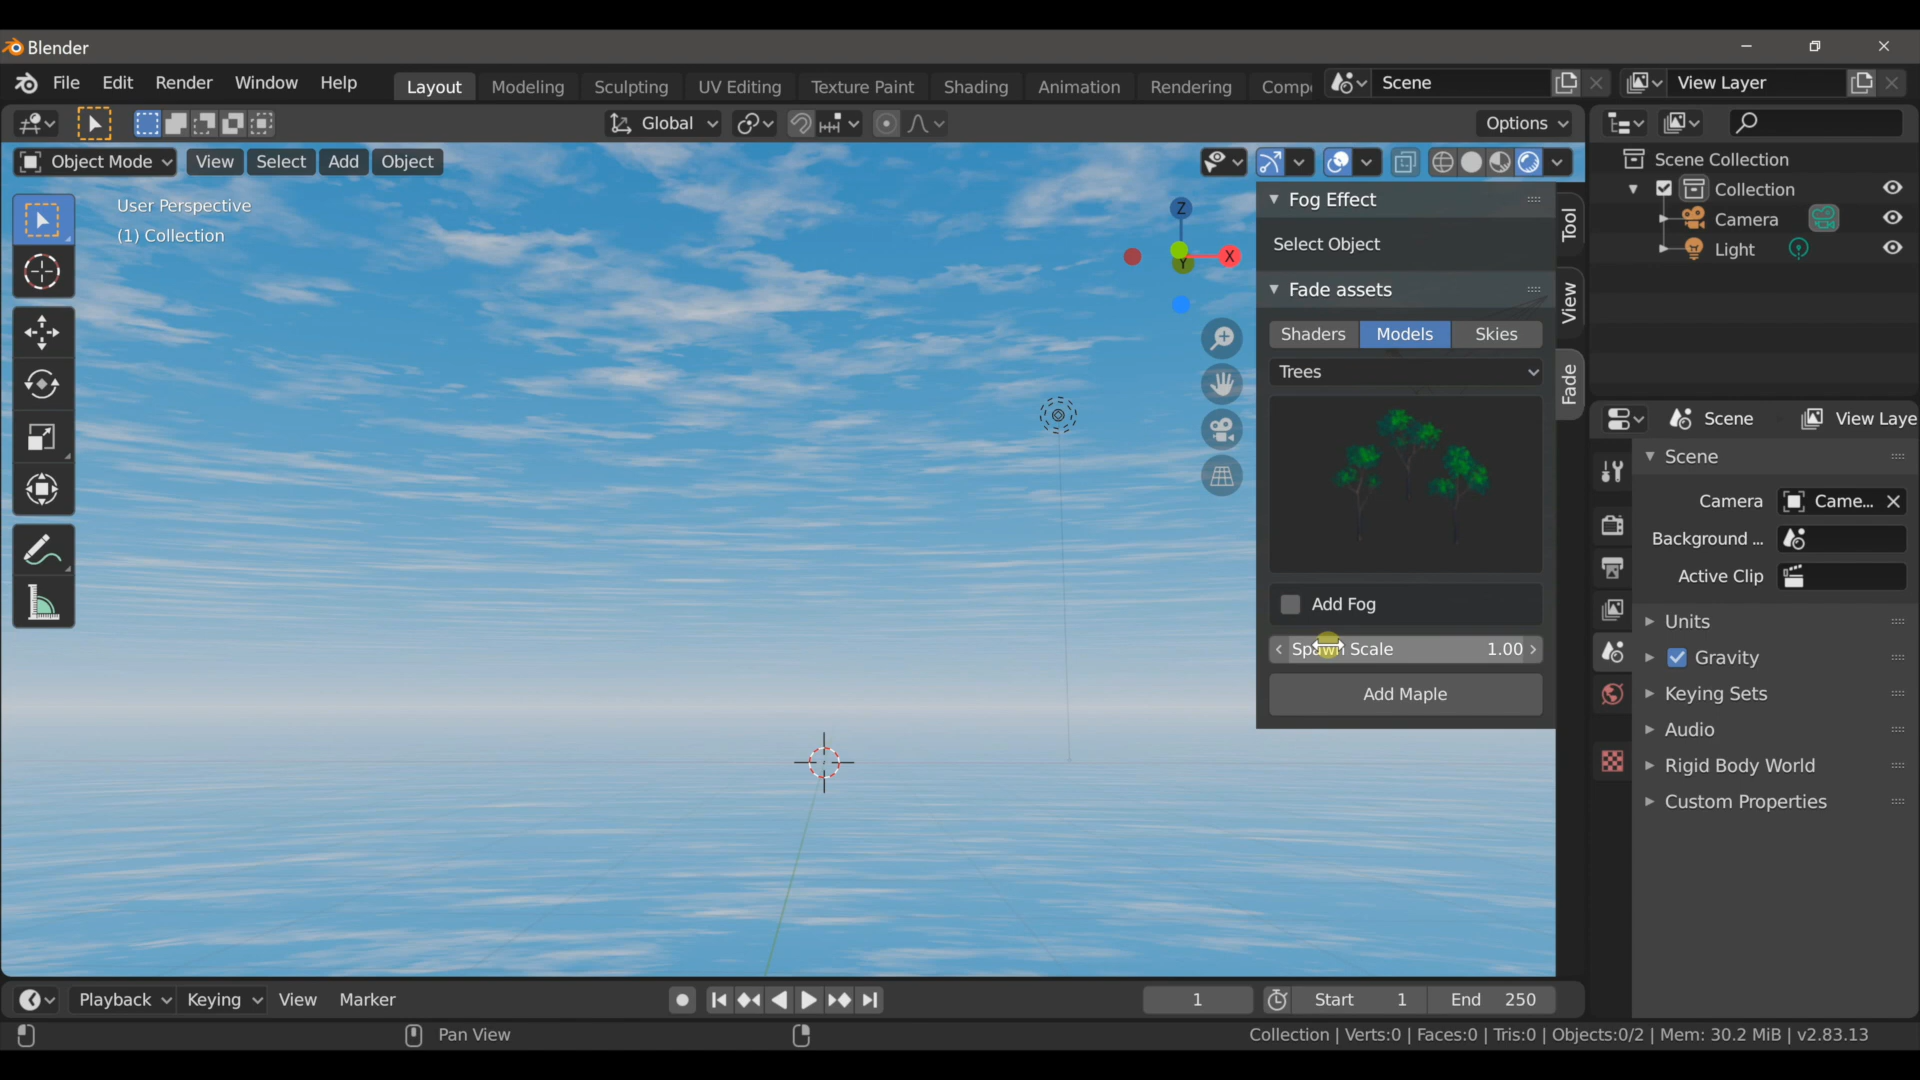 Blender
File Edit Render Window Help Layout Modeling Sculpting UV Editing Texture Paint Shading Animation Rendering Comp Scene View Layer
Global Options
Object Mode View Select Add Object
User Perspective
(1) Collection
Z
X
Y
Fog Effect
Select Object
Fade assets
Shaders Models Skies
Trees
Add Fog
Spawn Scale 1.00
Add Maple
Tool
View
Fade
Scene Collection
Collection
Camera
Light
Scene View Laye
Scene
Camera Came...
Background ...
Active Clip
Units
Gravity
Keying Sets
Audio
Rigid Body World
Custom Properties
Playback Keying View Marker 1 Start 1 End 250
Pan View Collection | Verts:0 | Faces:0 | Tris:0 | Objects:0/2 | Mem: 30.2 MiB | v2.83.13